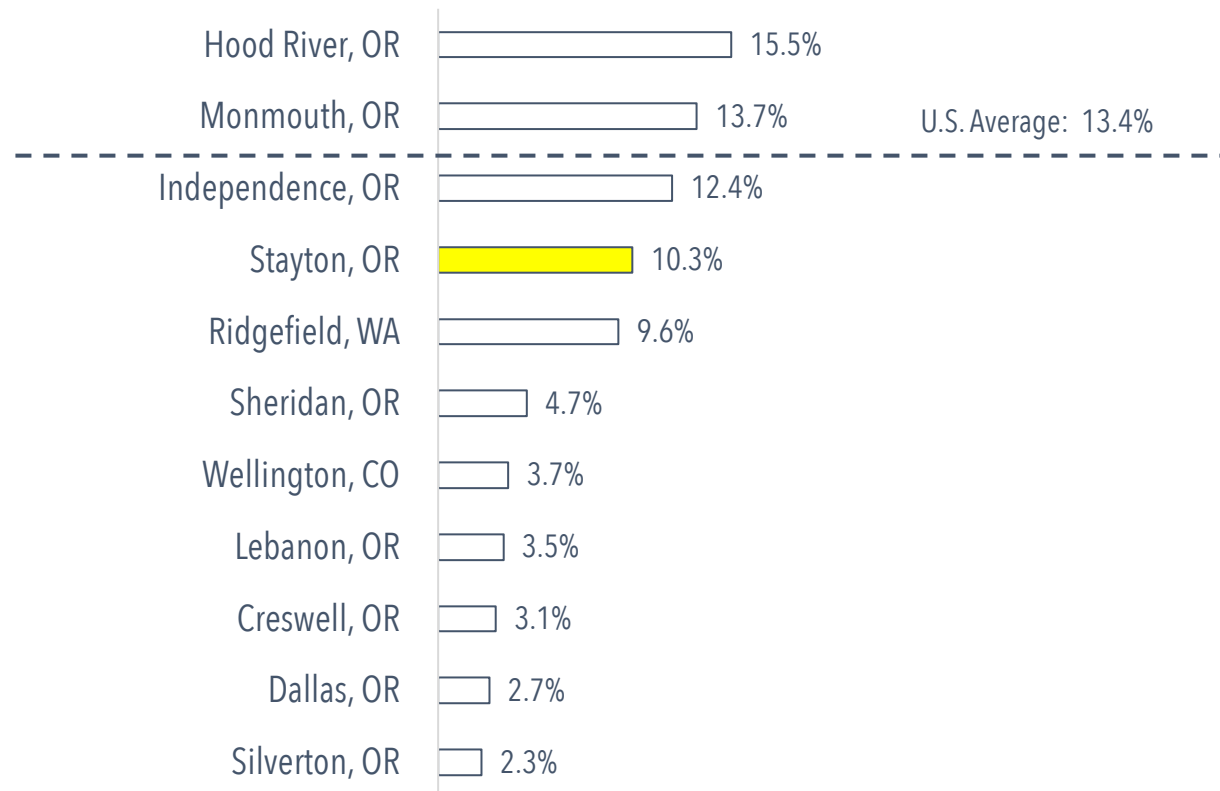 Hood River, OR 15.5%
Monmouth, OR 13.7%
U.S. Average: 13.4%
Independence, OR 12.4%
Stayton, OR 10.3%
Ridgefield, WA 9.6%
Sheridan, OR 4.7%
Wellington, CO 3.7%
Lebanon, OR 3.5%
Creswell, OR 3.1%
Dallas, OR 2.7%
Silverton, OR 2.3%